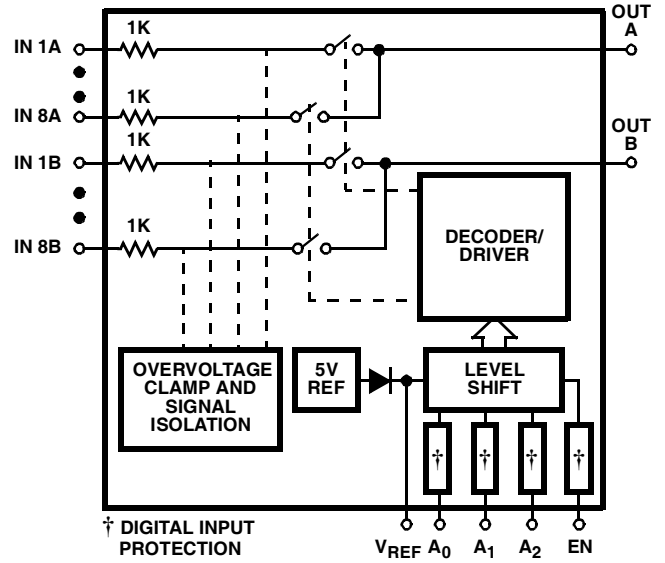 OUT
A
1K
IN 1A
1K
IN 8A
OUT
B
1K
IN 1B
1K
IN 8B
DECODER/
DRIVER
OVERVOLTAGE
CLAMP AND
SIGNAL
ISOLATION
5V
REF
LEVEL
SHIFT
† † † †
† DIGITAL INPUT
PROTECTION
VREF A0 A1 A2 EN